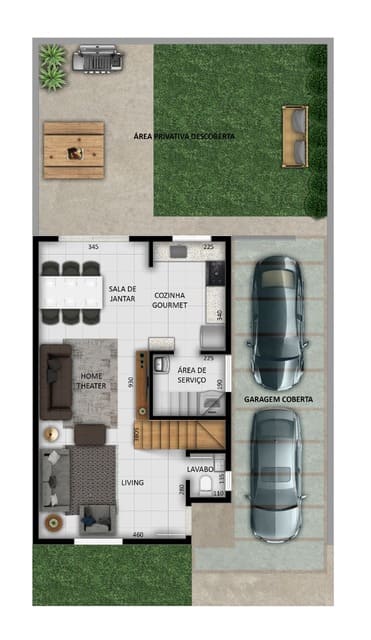 ÁREA PRIVATIVA DESCOBERTA
345
225
SALA DE
JANTAR
COZINHA
GOURMET
340
225
HOME
THEATER
930
ÁREA DE
SERVIÇO
190
GARAGEM COBERTA
LIVING
LAVABO
280
135
110
460